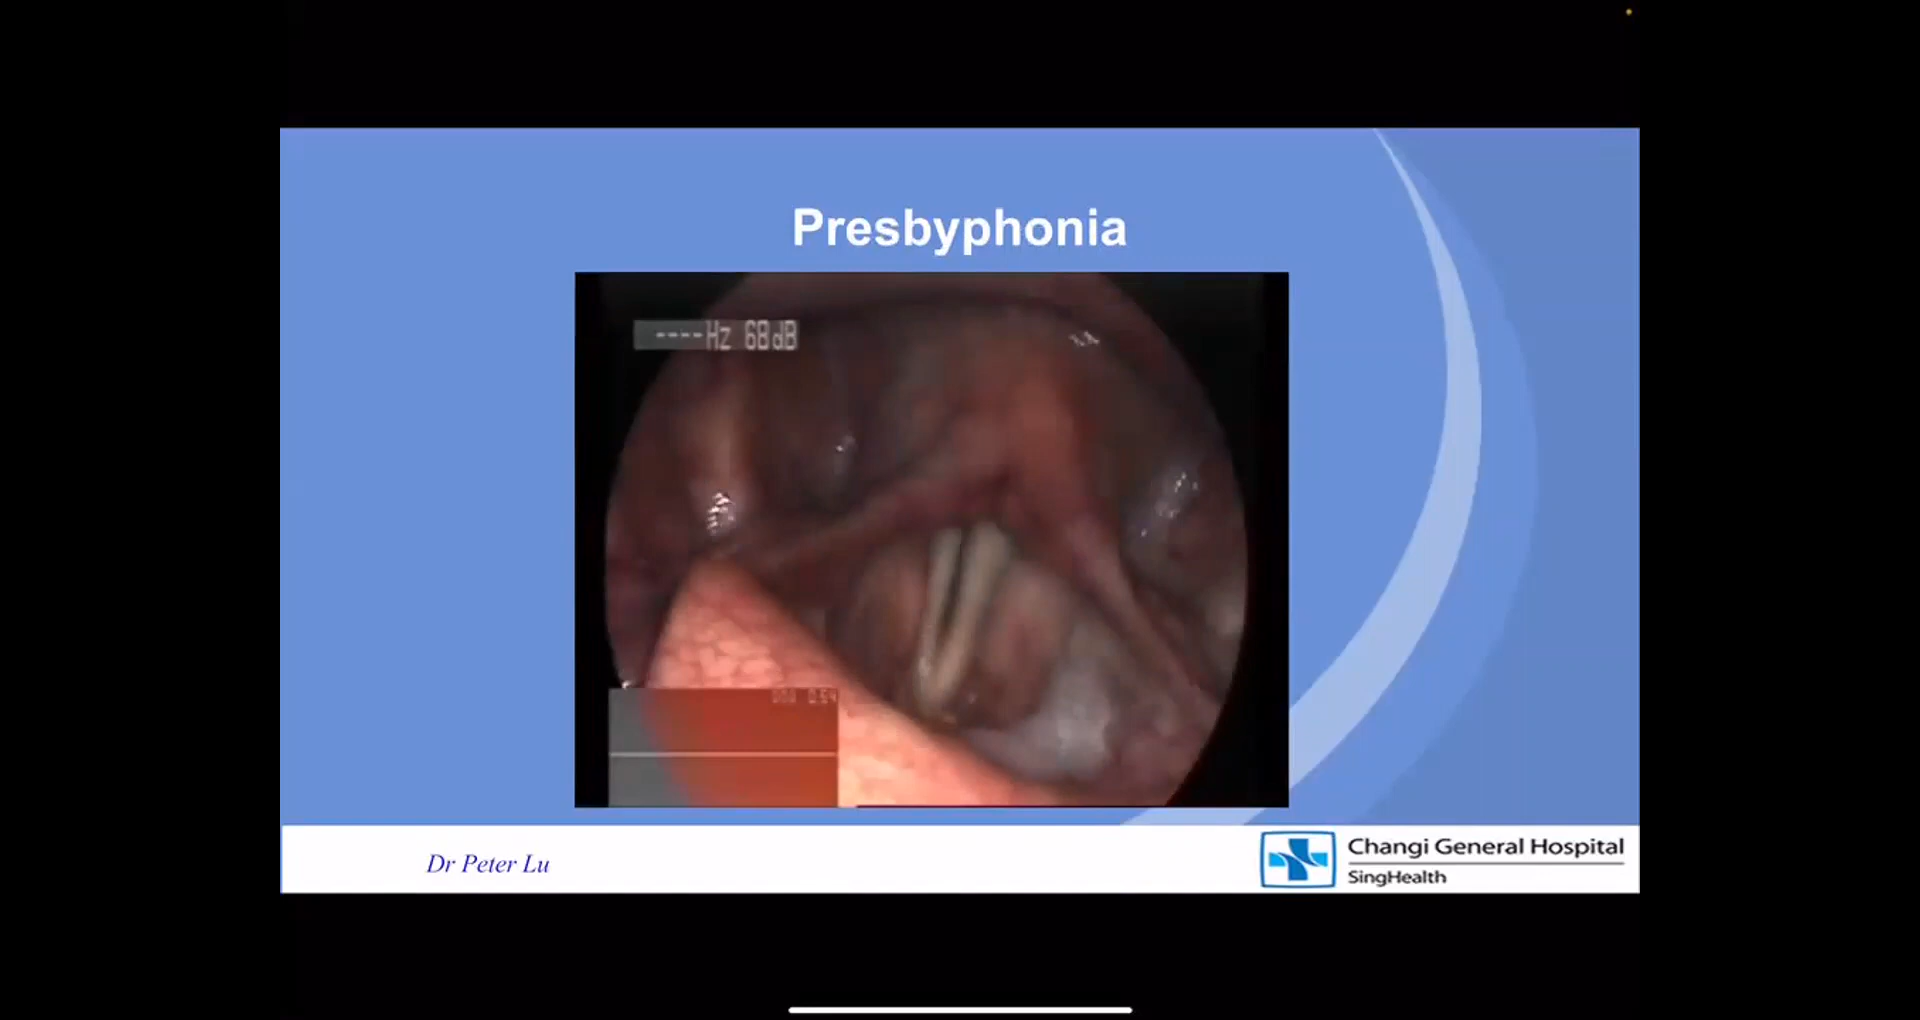 Presbyphonia
----Hz 68dB
Dr Peter Lu
Changi General Hospital
SingHealth